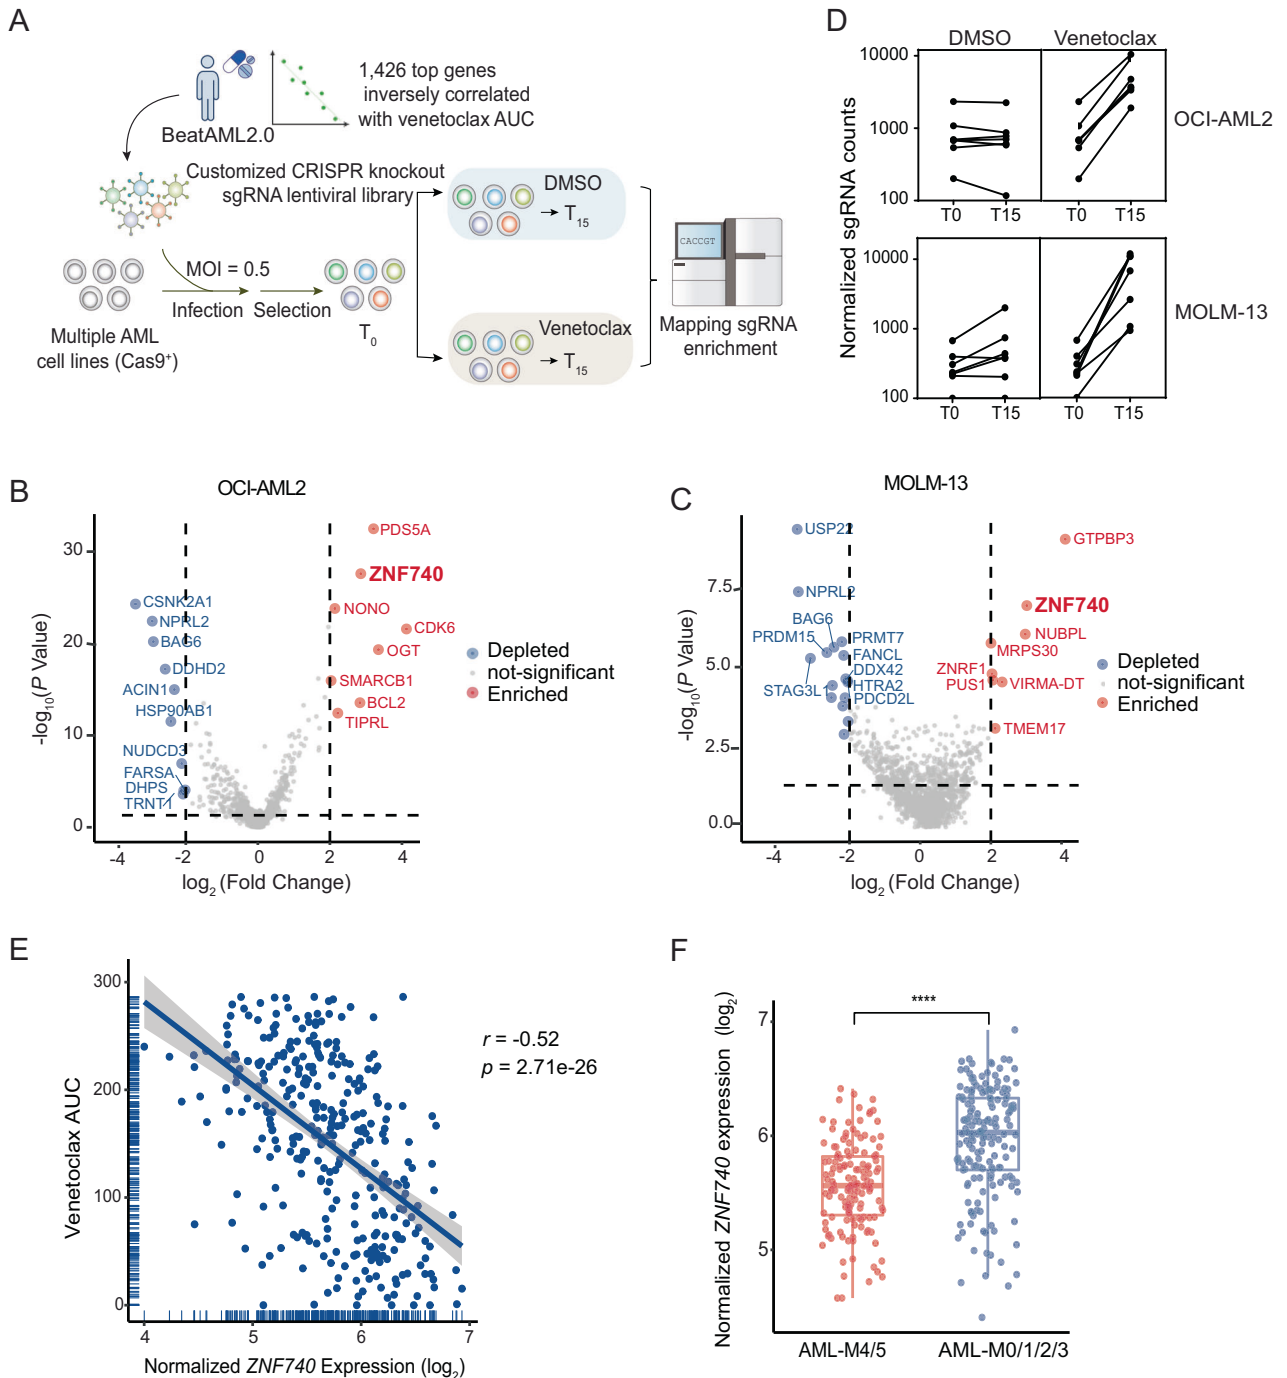 A
BeatAML2.0
1,426 top genes
inversely correlated
with venetoclax AUC
Customized CRISPR knockout
sgRNA lentiviral library
MOI = 0.5
Infection
Selection
Multiple AML
cell lines (Cas9+)
T0
DMSO
T15
Venetoclax
T15
CACCGT
Mapping sgRNA
enrichment
D
DMSO
Venetoclax
Normalized sgRNA counts
10000
1000
100
T0
T15
T0
T15
OCI-AML2
10000
1000
100
T0
T15
T0
T15
MOLM-13
B
OCI-AML2
-log10(P Value)
30
20
10
0
PDS5A
ZNF740
NONO
CDK6
OGT
SMARCB1
BCL2
TIPRL
CSNK2A1
NPRL2
BAG6
DDHD2
ACIN1
HSP90AB1
NUDCD3
FARSA
DHPS
TRNT1
-4
-2
0
2
4
log2 (Fold Change)
Depleted
not-significant
Enriched
C
MOLM-13
-log10(P Value)
7.5
5.0
2.5
0.0
USP22
NPRL2
BAG6
PRDM15
STAG3L1
PRMT7
FANCL
DDX42
HTRA2
PDCD2L
GTPBP3
ZNF740
NUBPL
MRPS30
ZNRF1
PUS1
VIRMA-DT
TMEM17
-4
-2
0
2
4
log2 (Fold Change)
Depleted
not-significant
Enriched
E
Venetoclax AUC
300
200
100
0
4
5
6
7
Normalized ZNF740 Expression (log2)
r = -0.52
p = 2.71e-26
F
Normalized ZNF740 expression (log2)
7
6
5
****
AML-M4/5
AML-M0/1/2/3